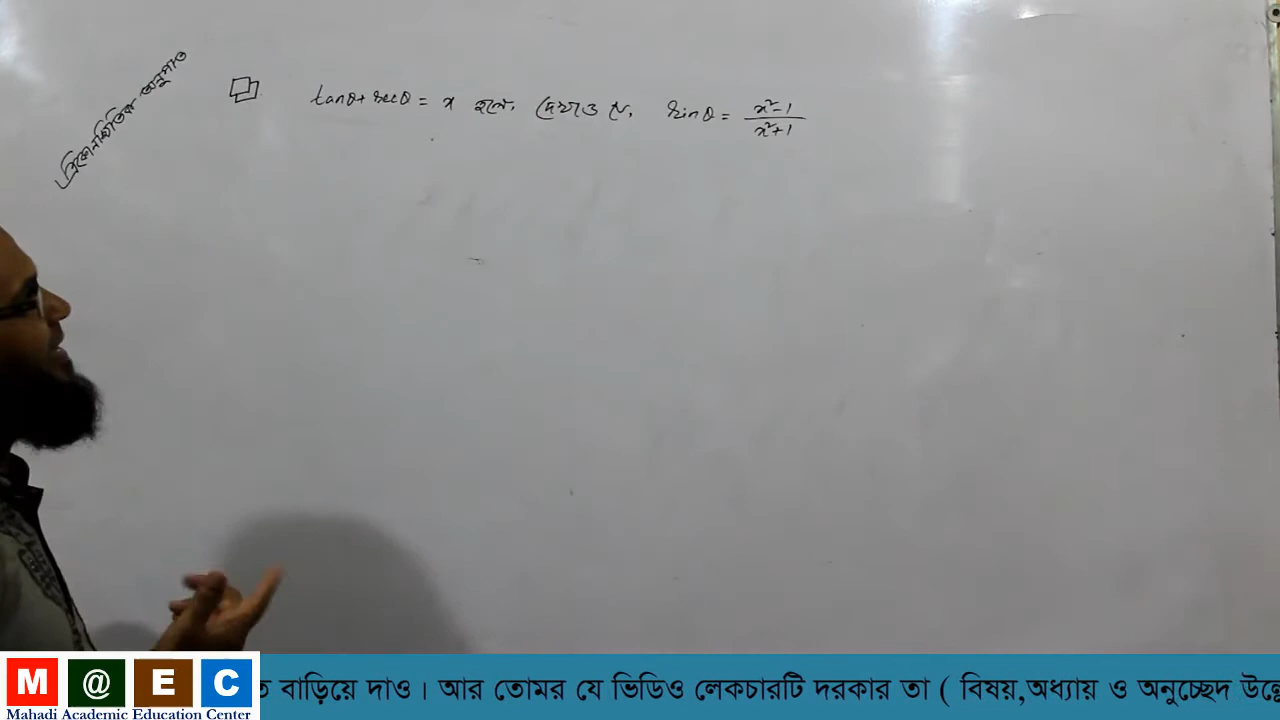 ত্রিকোনমিতিক অনুপাত
tanθ + secθ = x হলে, দেখাও যে, sinθ = (x²-1)/(x²+1)
ত বাড়িয়ে দাও। আর তোমর যে ভিডিও লেকচারটি দরকার তা ( বিষয়,অধ্যায় ও অনুচ্ছেদ উল্লে
M @ E C
Mahadi Academic Education Center